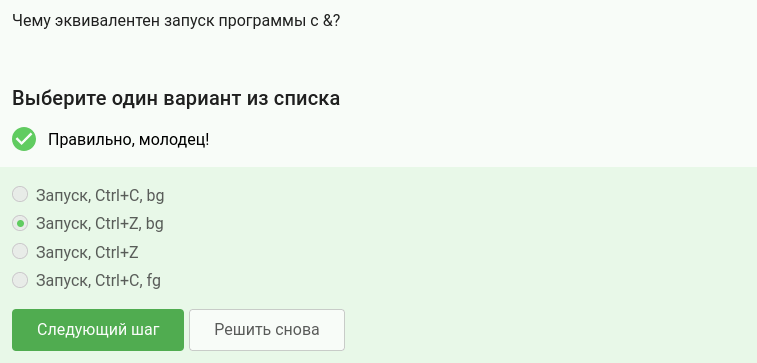 Чему эквивалентен запуск программы с &?
Выберите один вариант из списка
Правильно, молодец!
Запуск, Ctrl+C, bg
Запуск, Ctrl+Z, bg
Запуск, Ctrl+Z
Запуск, Ctrl+C, fg
Следующий шаг
Решить снова